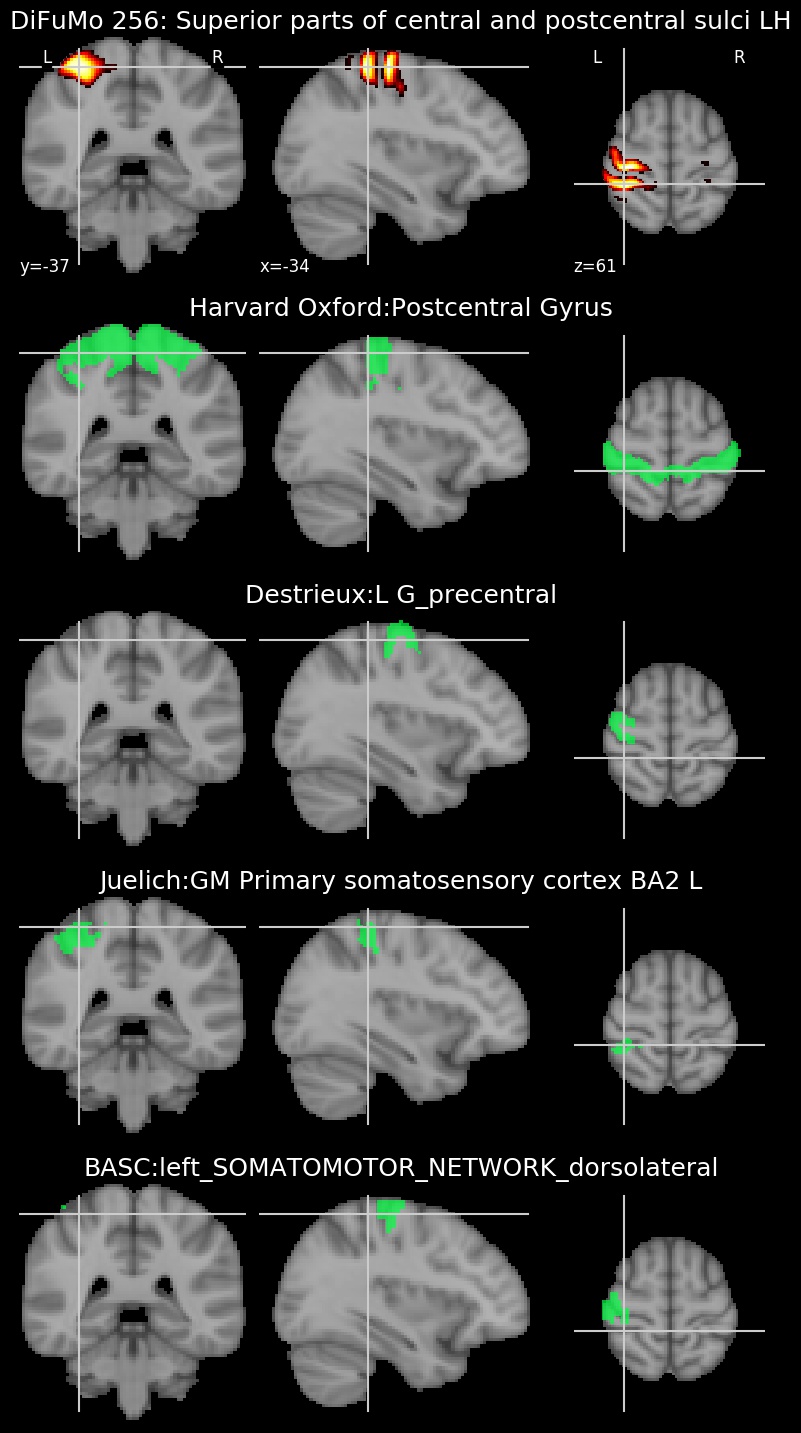 DiFuMo 256: Superior parts of central and postcentral sulci LH
L R L R
y=-37 x=-34 z=61
Harvard Oxford:Postcentral Gyrus
Destrieux:L G_precentral
Juelich:GM Primary somatosensory cortex BA2 L
BASC:left_SOMATOMOTOR_NETWORK_dorsolateral